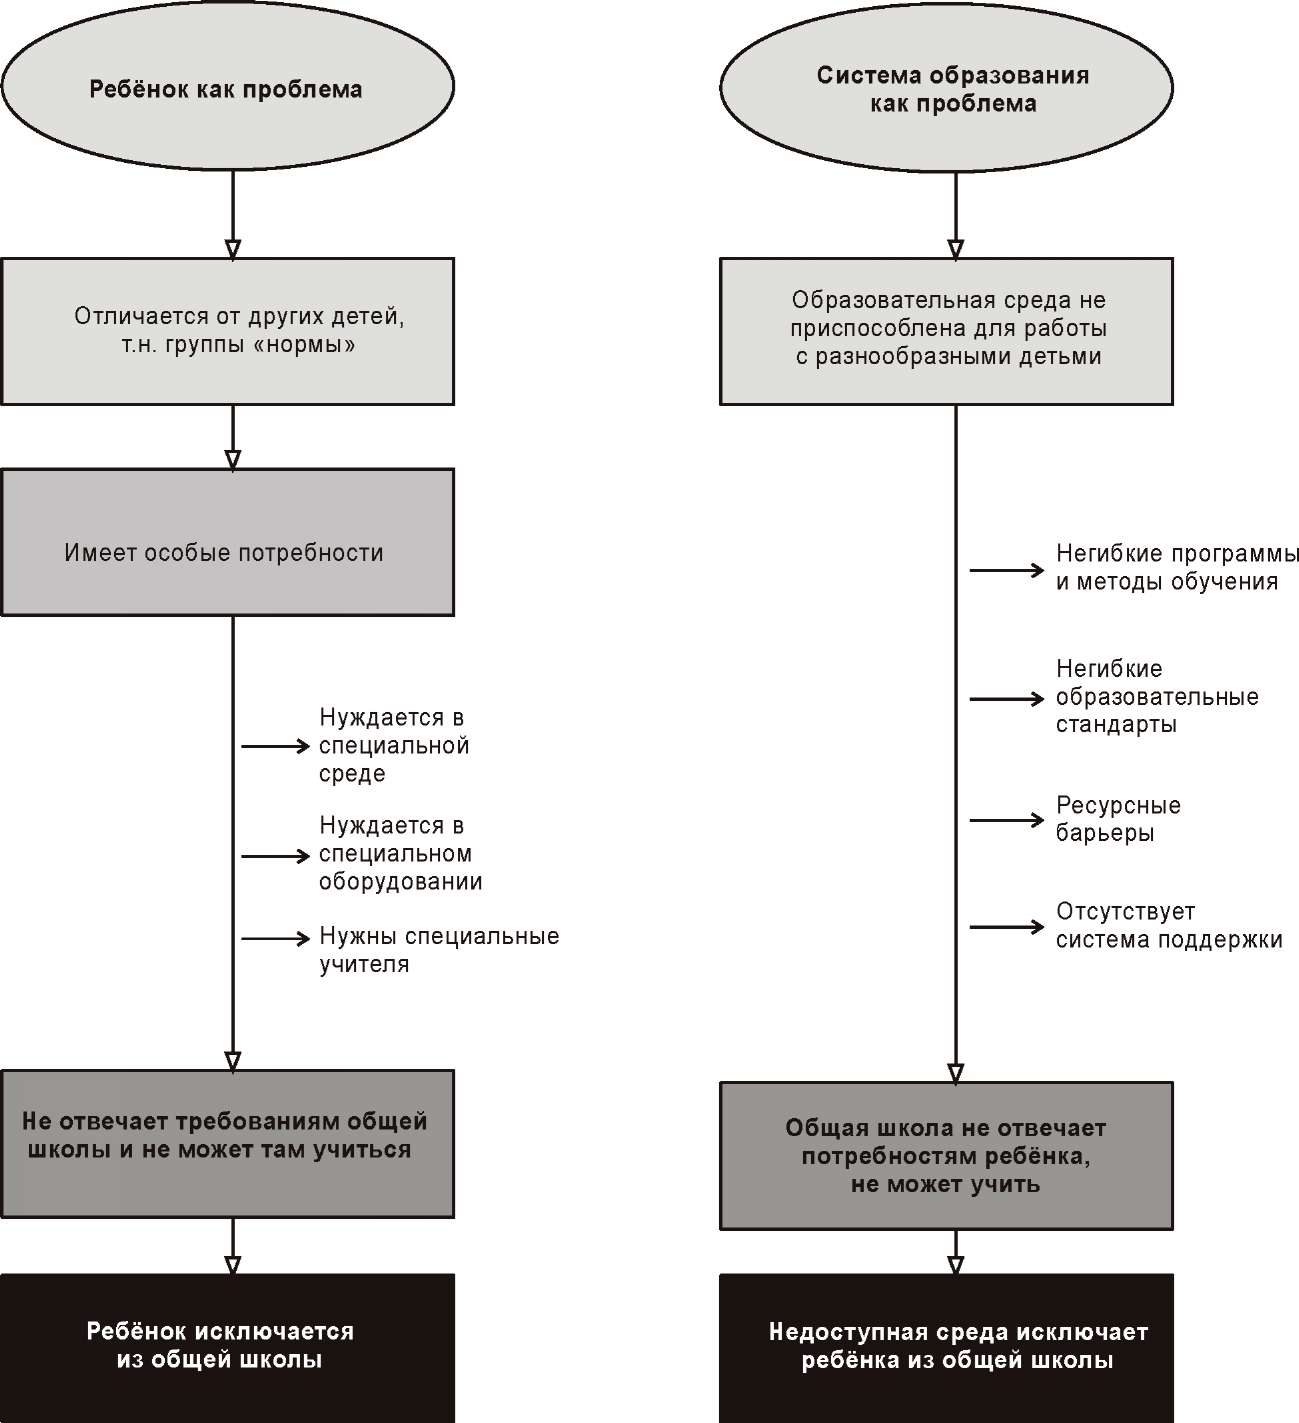 Ребёнок как проблема
Отличается от других детей,
т.н. группы «нормы»
Имеет особые потребности
Нуждается в
специальной
среде
Нуждается в
специальном
оборудовании
Нужны специальные
учителя
Не отвечает требованиям общей
школы и не может там учиться
Ребёнок исключается
из общей школы
Система образования
как проблема
Образовательная среда не
приспособлена для работы
с разнообразными детьми
Негибкие программы
и методы обучения
Негибкие
образовательные
стандарты
Ресурсные
барьеры
Отсутствует
система поддержки
Общая школа не отвечает
потребностям ребёнка,
не может учить
Недоступная среда исключает
ребёнка из общей школы